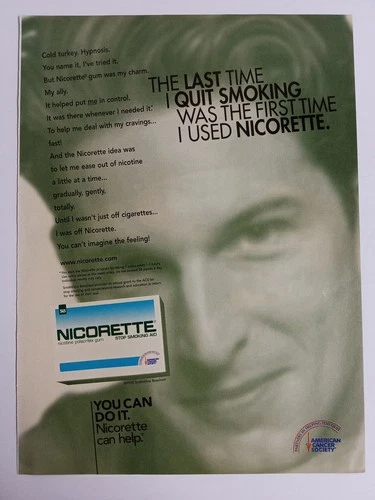 Cold turkey. Hypnosis.
You name it, I've tried it.
But Nicorette® gum was my charm.
My ally.
It helped put me in control.
It was there whenever I needed it.*
To help me deal with my cravings...
fast!
And the Nicorette idea was
to let me ease out of nicotine
a little at a time...
gradually, gently,
totally.
Until I wasn't just off cigarettes...
I was off Nicorette.
You can't imagine the feeling!
www.nicorette.com
THE LAST TIME
I QUIT SMOKING
WAS THE FIRST TIME
I USED NICORETTE.
NICORETTE
nicotine polacrilex gum
STOP SMOKING AID
YOU CAN
DO IT.
Nicorette
can help.
AMERICAN
CANCER
SOCIETY